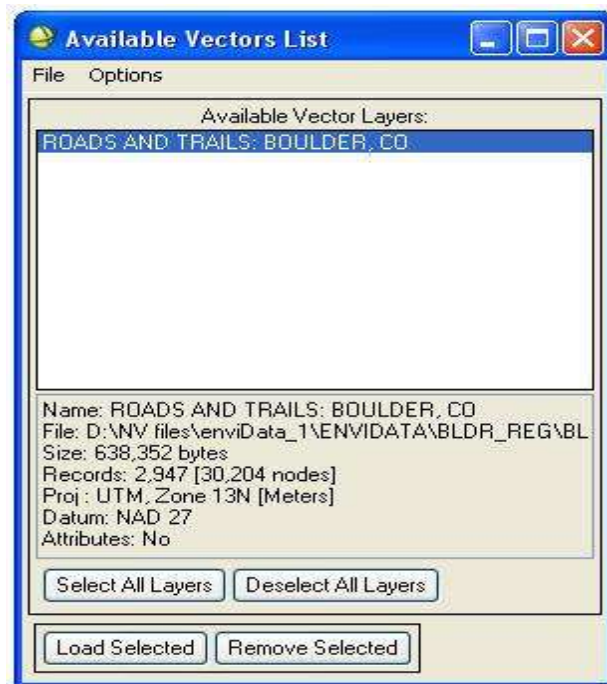 Available Vectors List
File Options
Available Vector Layers:
ROADS AND TRAILS: BOULDER, CO
Name: ROADS AND TRAILS: BOULDER, CO
File: D:\NV files\enviData_1\ENVIDATA\BLDR_REG\BL
Size: 638,352 bytes
Records: 2,947 [30,204 nodes]
Proj : UTM, Zone 13N [Meters]
Datum: NAD 27
Attributes: No
Select All Layers Deselect All Layers
Load Selected Remove Selected